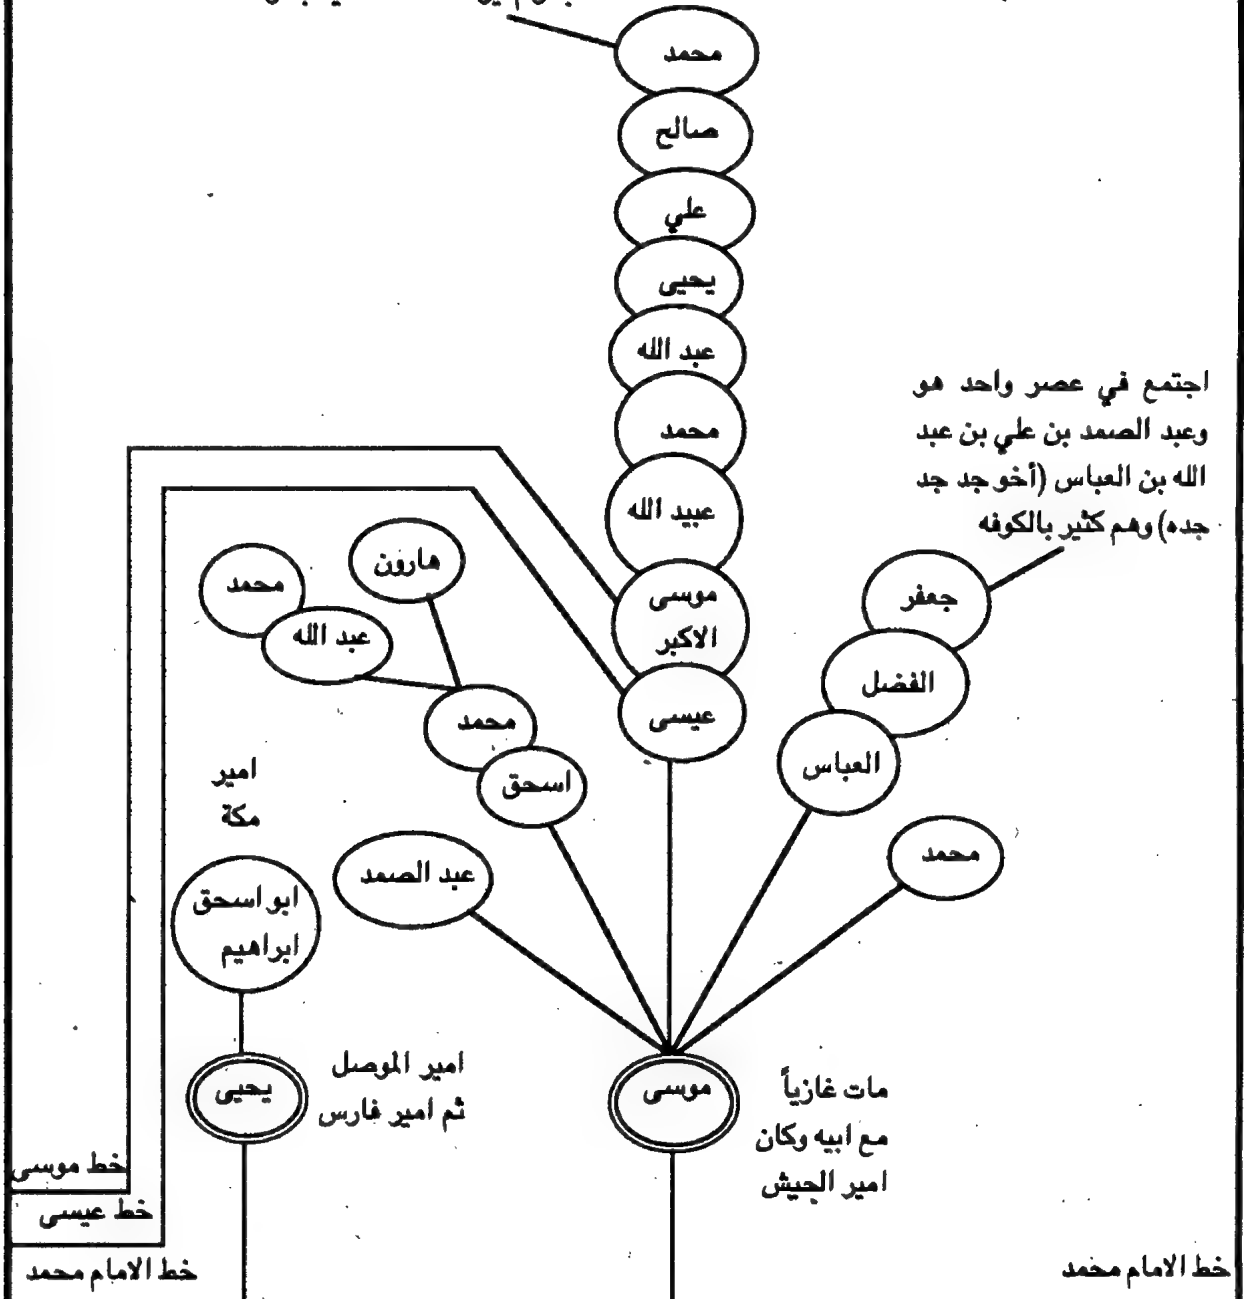 محمد
صالح
علي
يحيى
عبد الله
محمد
عبيد الله
موسى
الاكبر
عيسى
اجتمع في عصر واحد هو
وعبد الصمد بن علي بن عبد
الله بن العباس (أخو جد جد
جده) وهم كثير بالكوفه
جعفر
الفضل
العباس
محمد
هارون
محمد
عبد الله
محمد
اسحق
عبد الصمد
امير
مكة
ابو اسحق
ابراهيم
يحيى
امير الموصل
ثم امير فارس
موسى
مات غازياً
مع ابيه وكان
امير الجيش
خط موسى
خط عيسى
خط الامام محمد
خط الامام محمد